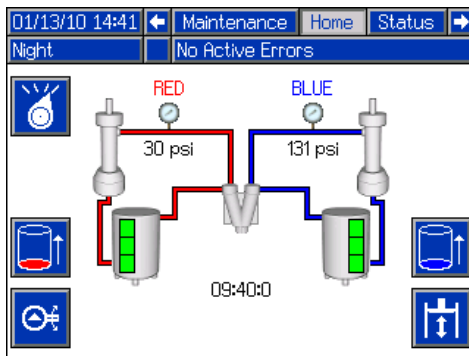 01/13/10 14:41 Maintenance Home Status
Night No Active Errors
RED BLUE
30 psi 131 psi
09:40:0